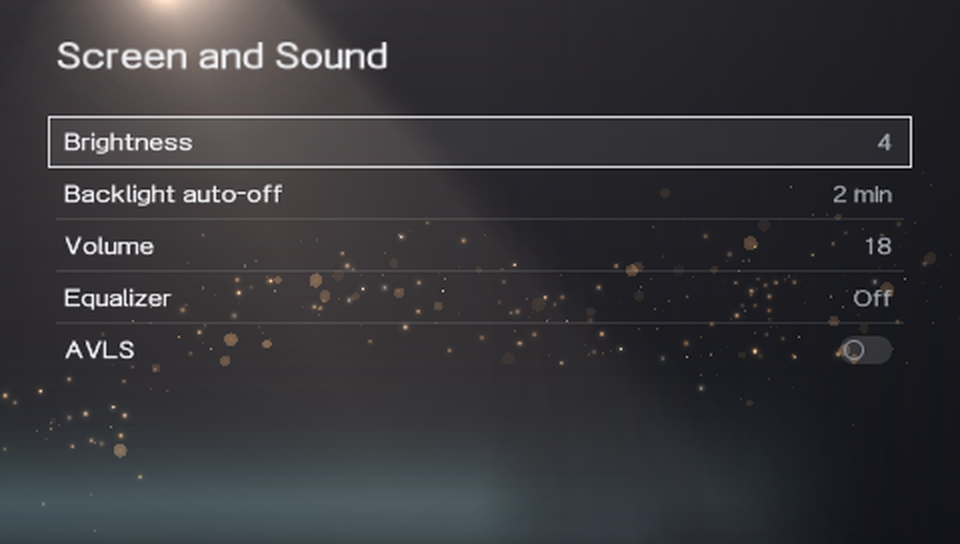 Screen and Sound
Brightness 4
Backlight auto-off 2 min
Volume 18
Equalizer Off
AVLS